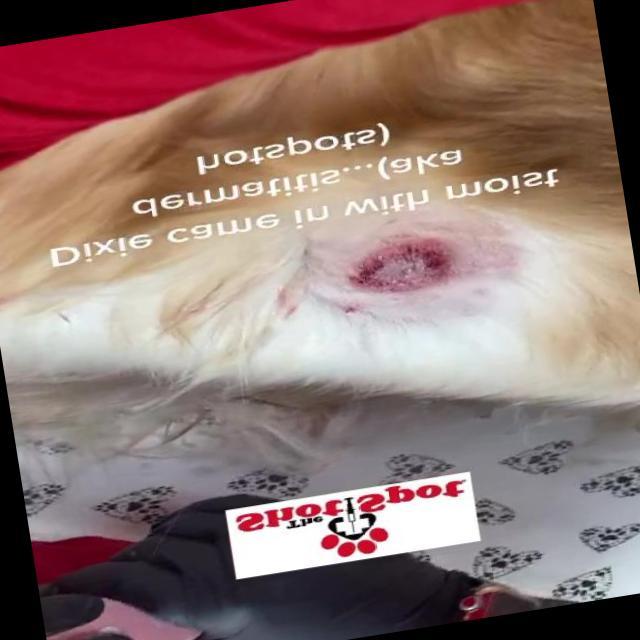 Dixie came in with moist
dermatitis...(aka
hotspots)
The
Shot Spot